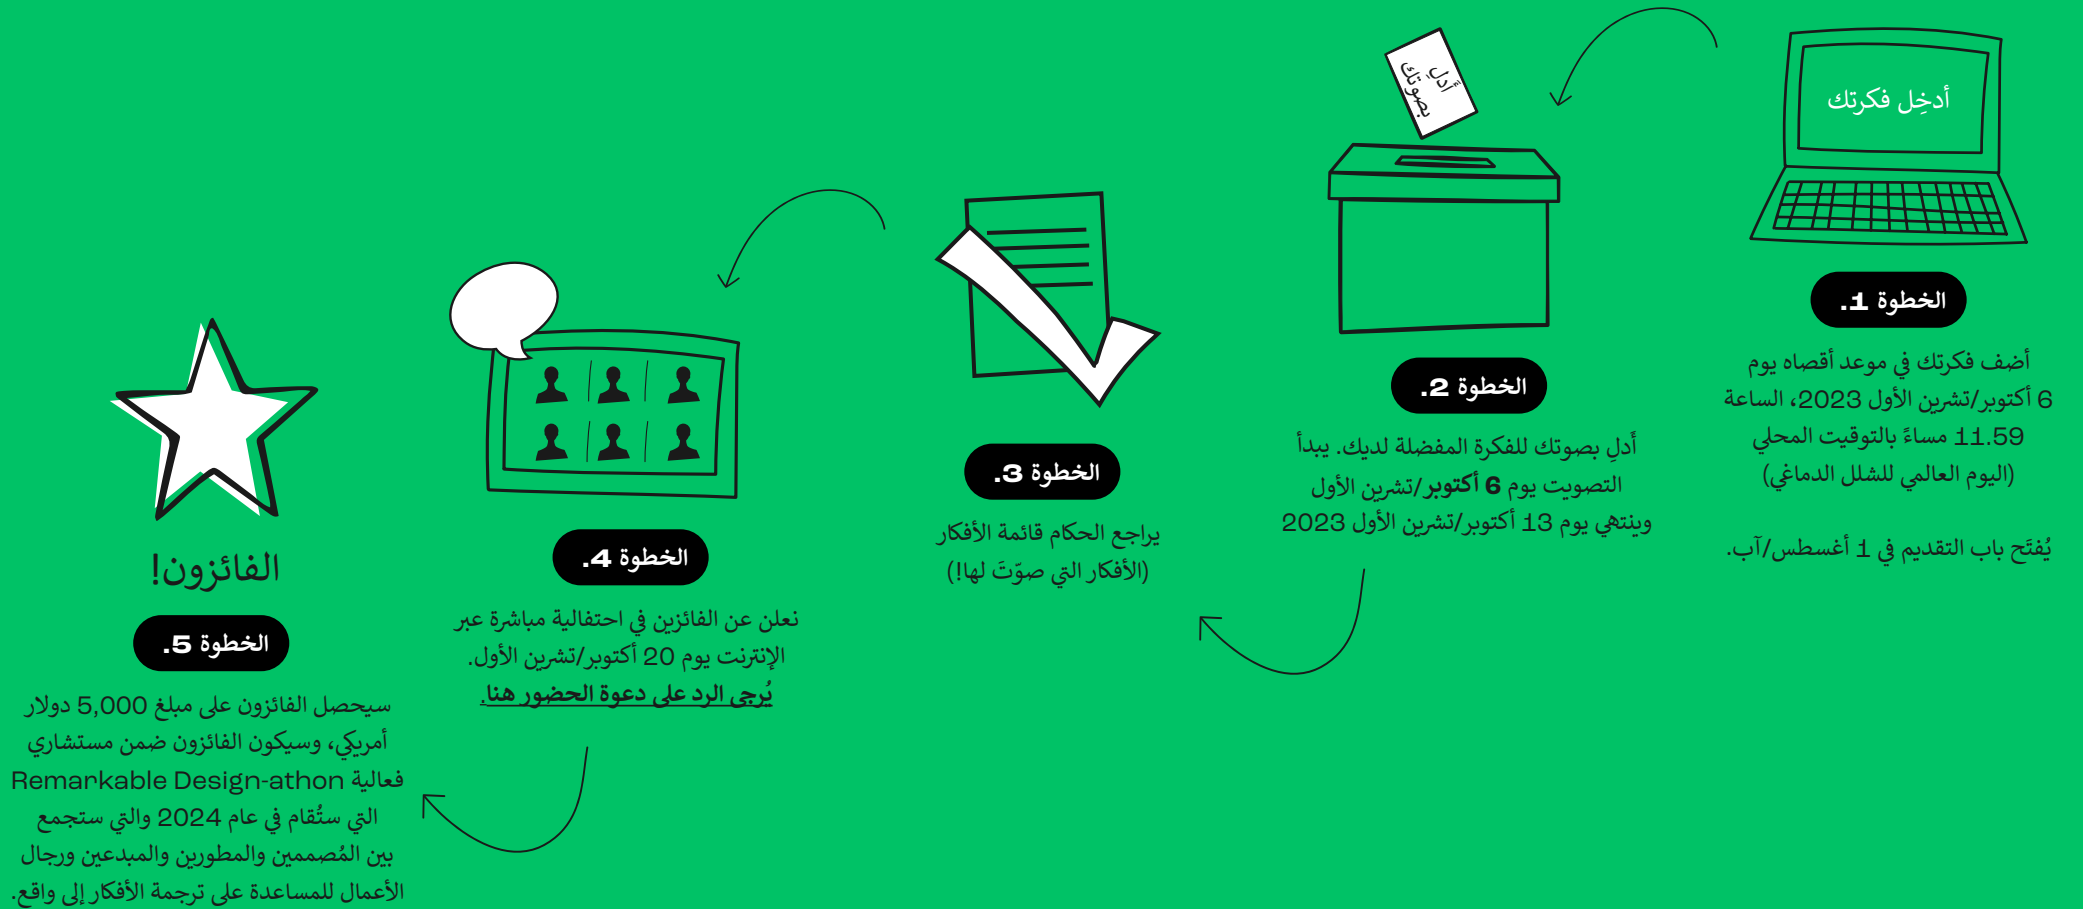 أدخِل فكرتك
الخطوة 1.
أضف فكرتك في موعد أقصاه يوم
6 أكتوبر/تشرين الأول 2023، الساعة
11.59 مساءً بالتوقيت المحلي
(اليوم العالمي للشلل الدماغي)
يُفتَح باب التقديم في 1 أغسطس/آب.
أدلِ
بصوتك
الخطوة 2.
أَدلِ بصوتك للفكرة المفضلة لديك. يبدأ
التصويت يوم 6 أكتوبر/تشرين الأول
وينتهي يوم 13 أكتوبر/تشرين الأول 2023
الخطوة 3.
يراجع الحكام قائمة الأفكار
(الأفكار التي صوّتَ لها!)
الخطوة 4.
نعلن عن الفائزين في احتفالية مباشرة عبر
الإنترنت يوم 20 أكتوبر/تشرين الأول.
يُرجى الرد على دعوة الحضور هنا.
الفائزون!
الخطوة 5.
سيحصل الفائزون على مبلغ 5,000 دولار
أمريكي، وسيكون الفائزون ضمن مستشاري
فعالية Remarkable Design-athon
التي ستُقام في عام 2024 والتي ستجمع
بين المُصممين والمطورين والمبدعين ورجال
الأعمال للمساعدة على ترجمة الأفكار إلى واقع.